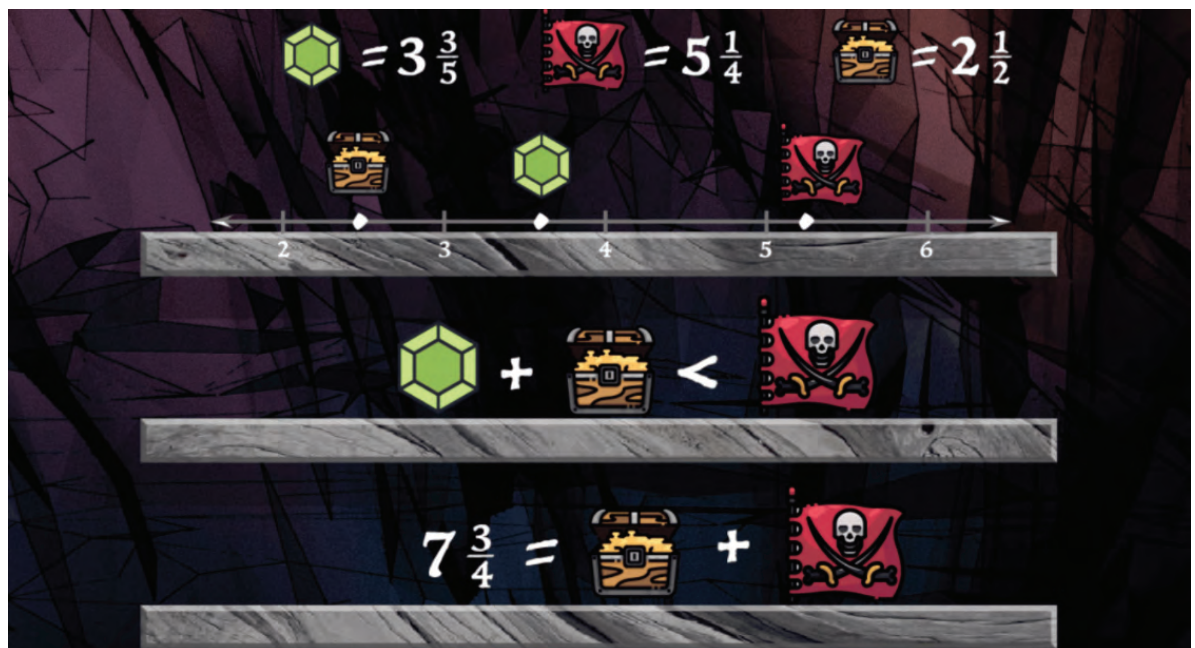 = 3 3/5 = 5 1/4 = 2 1/2
2 3 4 5 6
+ <
7 3/4 = +